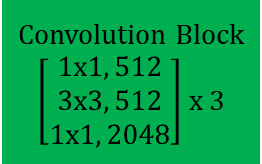 Convolution Block
1x1, 512
3x3, 512 x 3
1x1, 2048